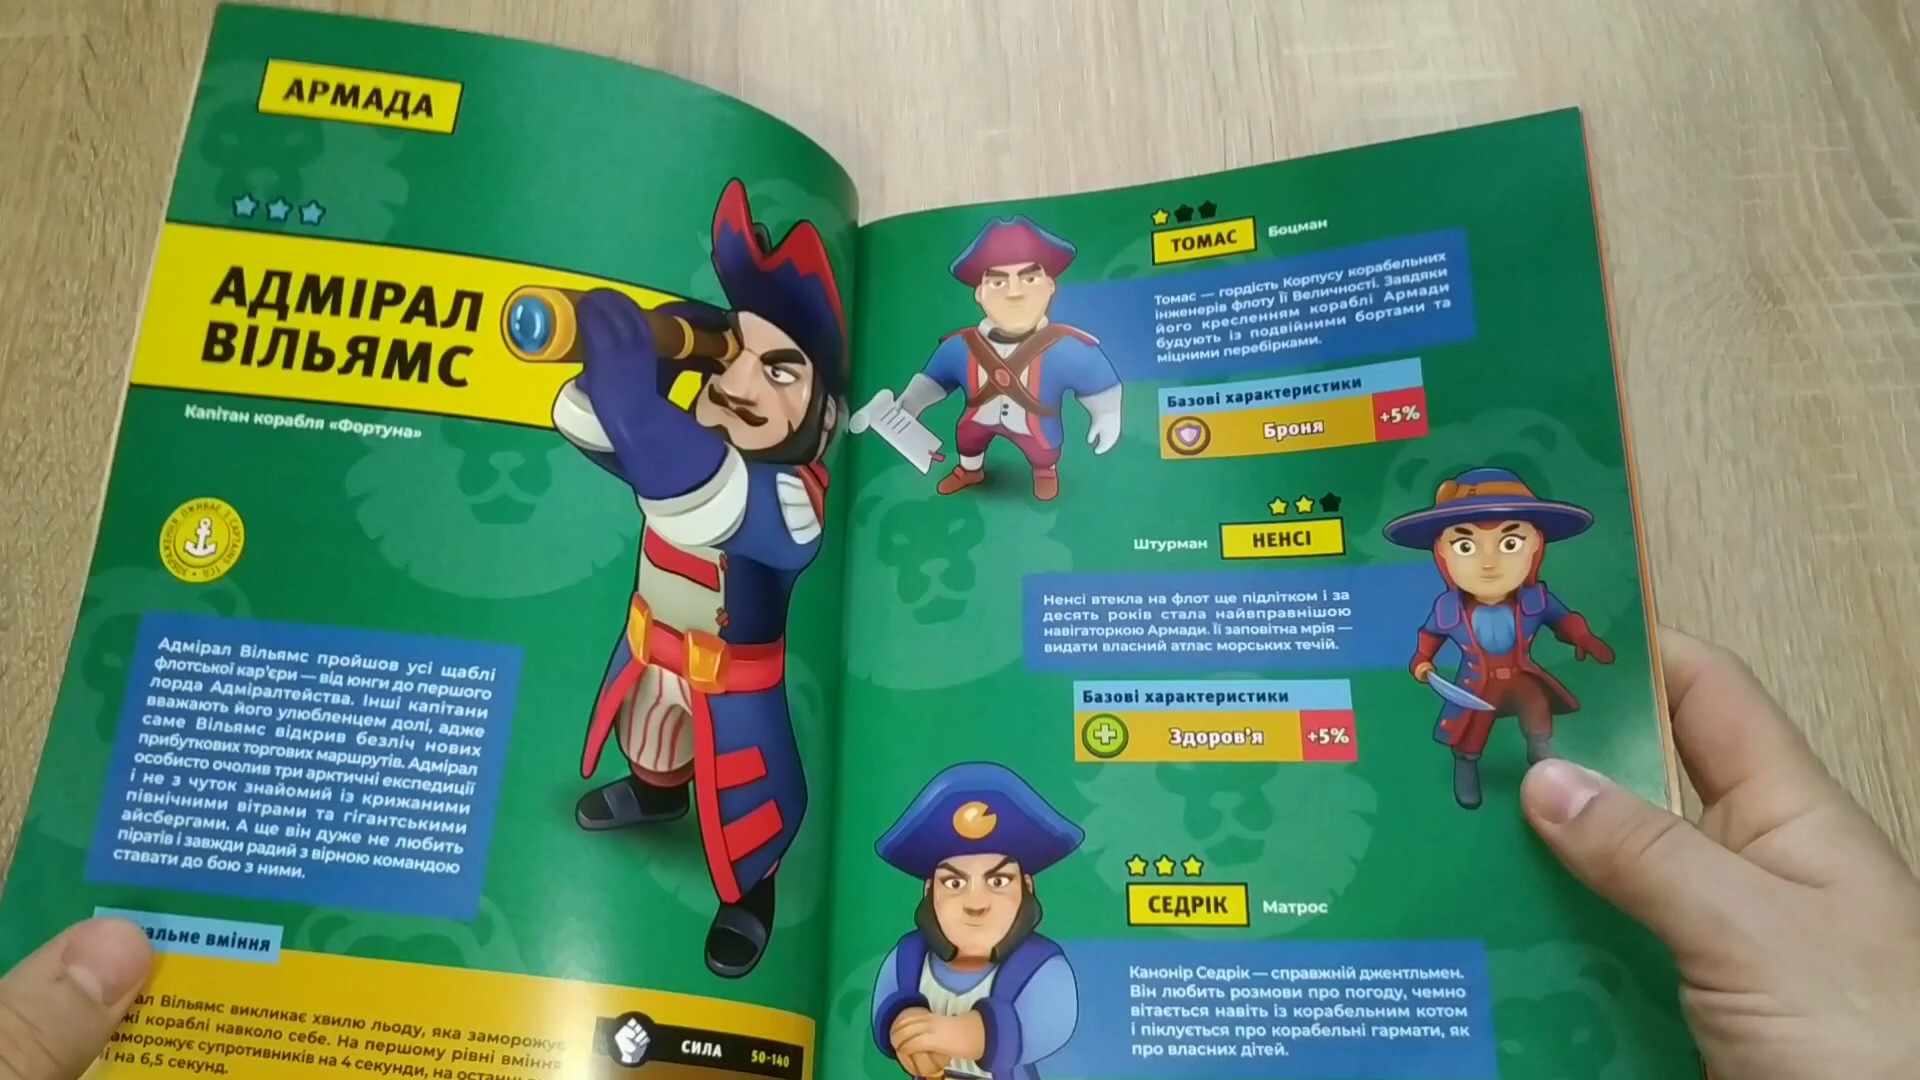 АРМАДА
АДМІРАЛ
ВІЛЬЯМС
Капітан корабля «Фортуна»
Адмірал Вільямс пройшов усі щаблі
флотської кар'єри — від юнги до першого
лорда Адміралтейства. Інші капітани
вважають його улюбленцем долі, адже
саме Вільямс відкрив безліч нових
прибуткових торгових маршрутів. Адмірал
особисто очолив три арктичні експедиції
і не з чуток знайомий із крижаними
північними вітрами та гігантськими
айсбергами. А ще він дуже не любить
піратів і завжди радий з вірною командою
ставати до бою з ними.
вміння
Вільямс викликає хвилю льоду, яка заморожує
кораблі навколо себе. На першому рівні вміння
супротивників на 4 секунди, на
на 6,5 секунд.
СИЛА 50-140
ТОМАС Боцман
Томас — гордість Корпусу корабельних
інженерів флоту Її Величності. Завдяки
його кресленням кораблі Армади
будують із подвійними бортами та
міцними перебірками.
Базові характеристики
Броня +5%
Штурман НЕНСІ
Ненсі втекла на флот ще підлітком і за
десять років стала найвправнішою
навігаторкою Армади. Її заповітна мрія —
видати власний атлас морських течій.
Базові характеристики
Здоров'я +5%
СЕДРІК Матрос
Канонір Седрік — справжній джентльмен.
Він любить розмови про погоду, чемно
вітається навіть із корабельним котом
і піклується про корабельні гармати, як
про власних дітей.